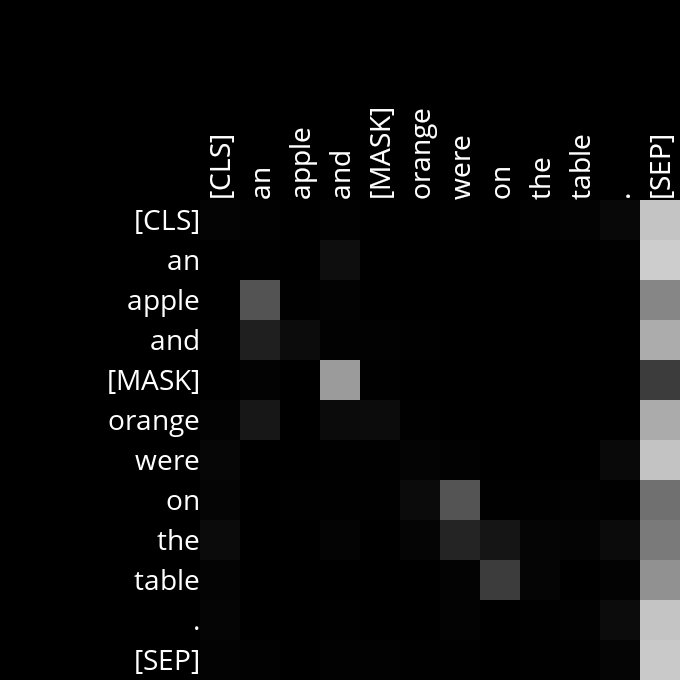 [CLS] an apple and [MASK] orange were on the table . [SEP]
[CLS]
an
apple
and
[MASK]
orange
were
on
the
table
.
[SEP]